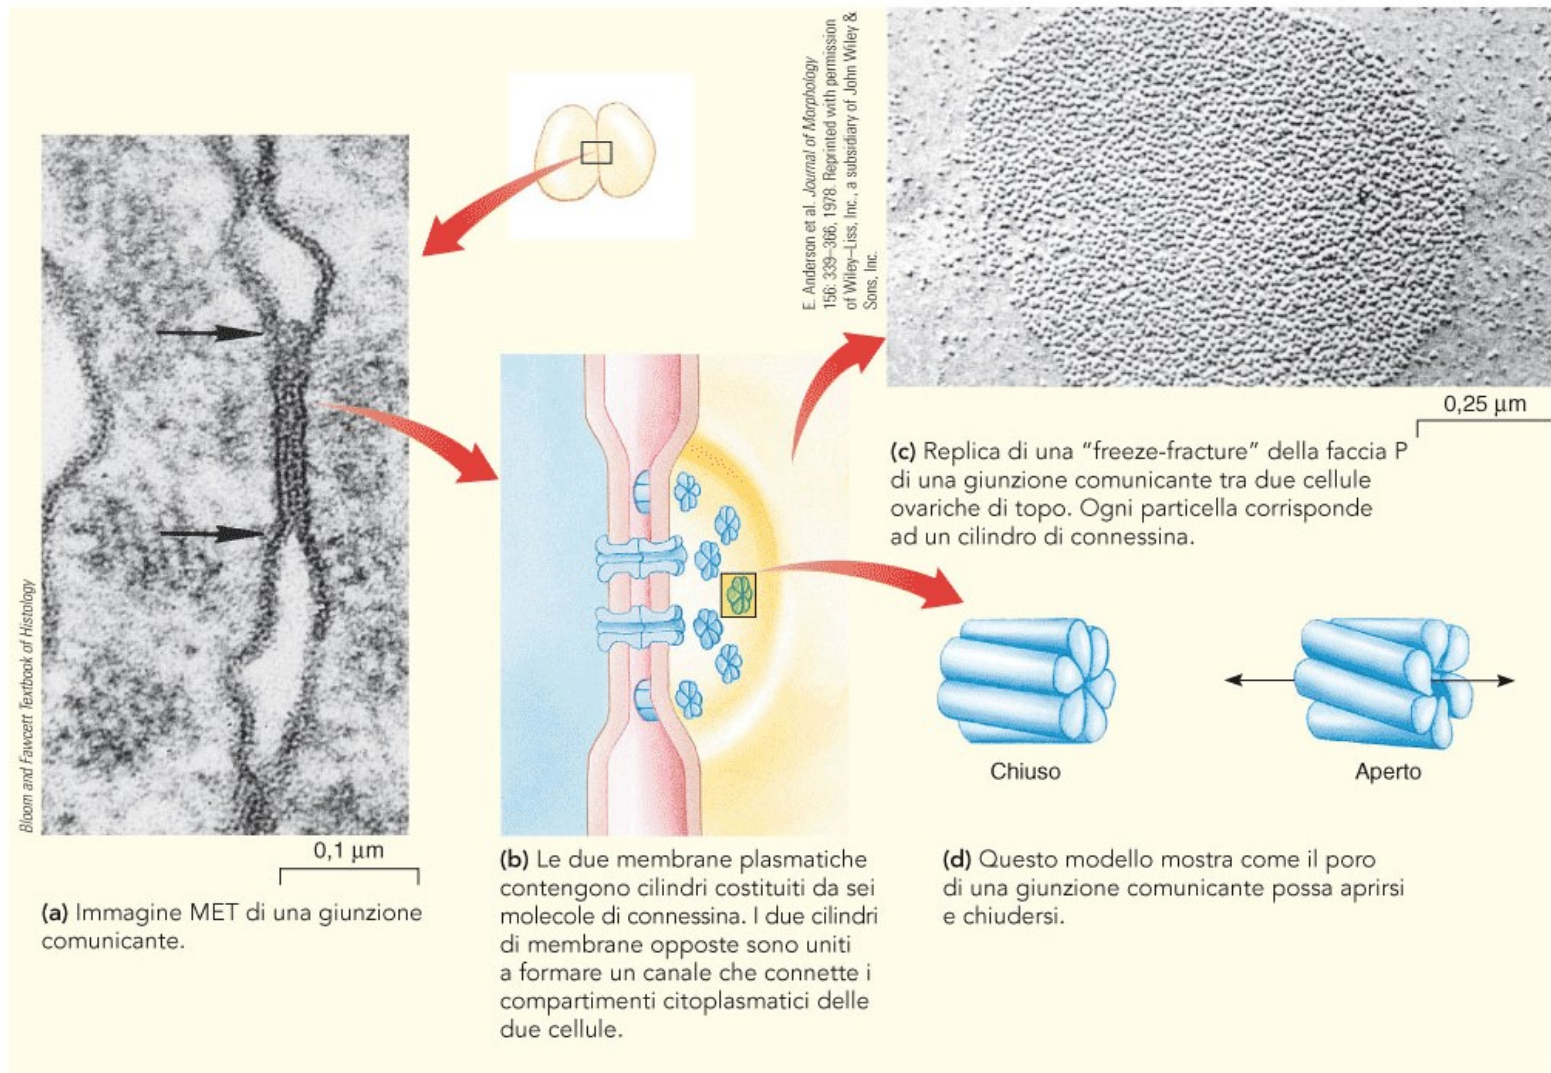 Bloom and Fawcett Textbook of Histology
0,1 µm
(a) Immagine MET di una giunzione
comunicante.
(b) Le due membrane plasmatiche
contengono cilindri costituiti da sei
molecole di connessina. I due cilindri
di membrane opposte sono uniti
a formare un canale che connette i
compartimenti citoplasmatici delle
due cellule.
E. Anderson et al. Journal of Morphology
156: 339–366, 1978. Reprinted with permission
of Wiley–Liss, Inc., a subsidiary of John Wiley &
Sons, Inc.
0,25 µm
(c) Replica di una “freeze-fracture” della faccia P
di una giunzione comunicante tra due cellule
ovariche di topo. Ogni particella corrisponde
ad un cilindro di connessina.
Chiuso
Aperto
(d) Questo modello mostra come il poro
di una giunzione comunicante possa aprirsi
e chiudersi.